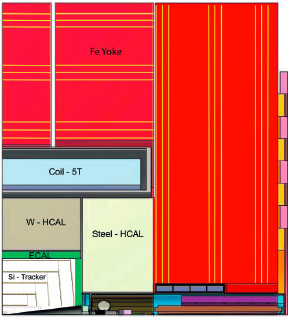 Fe Yoke
Coil - 5T
W - HCAL
Steel - HCAL
ECAL
Si - Tracker